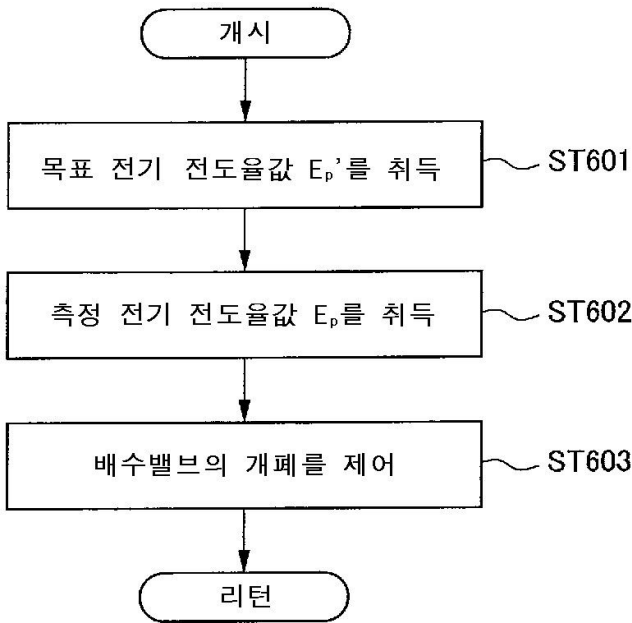 개시
목표 전기 전도율값 Eₚ'를 취득
ST601
측정 전기 전도율값 Eₚ를 취득
ST602
배수밸브의 개폐를 제어
ST603
리턴